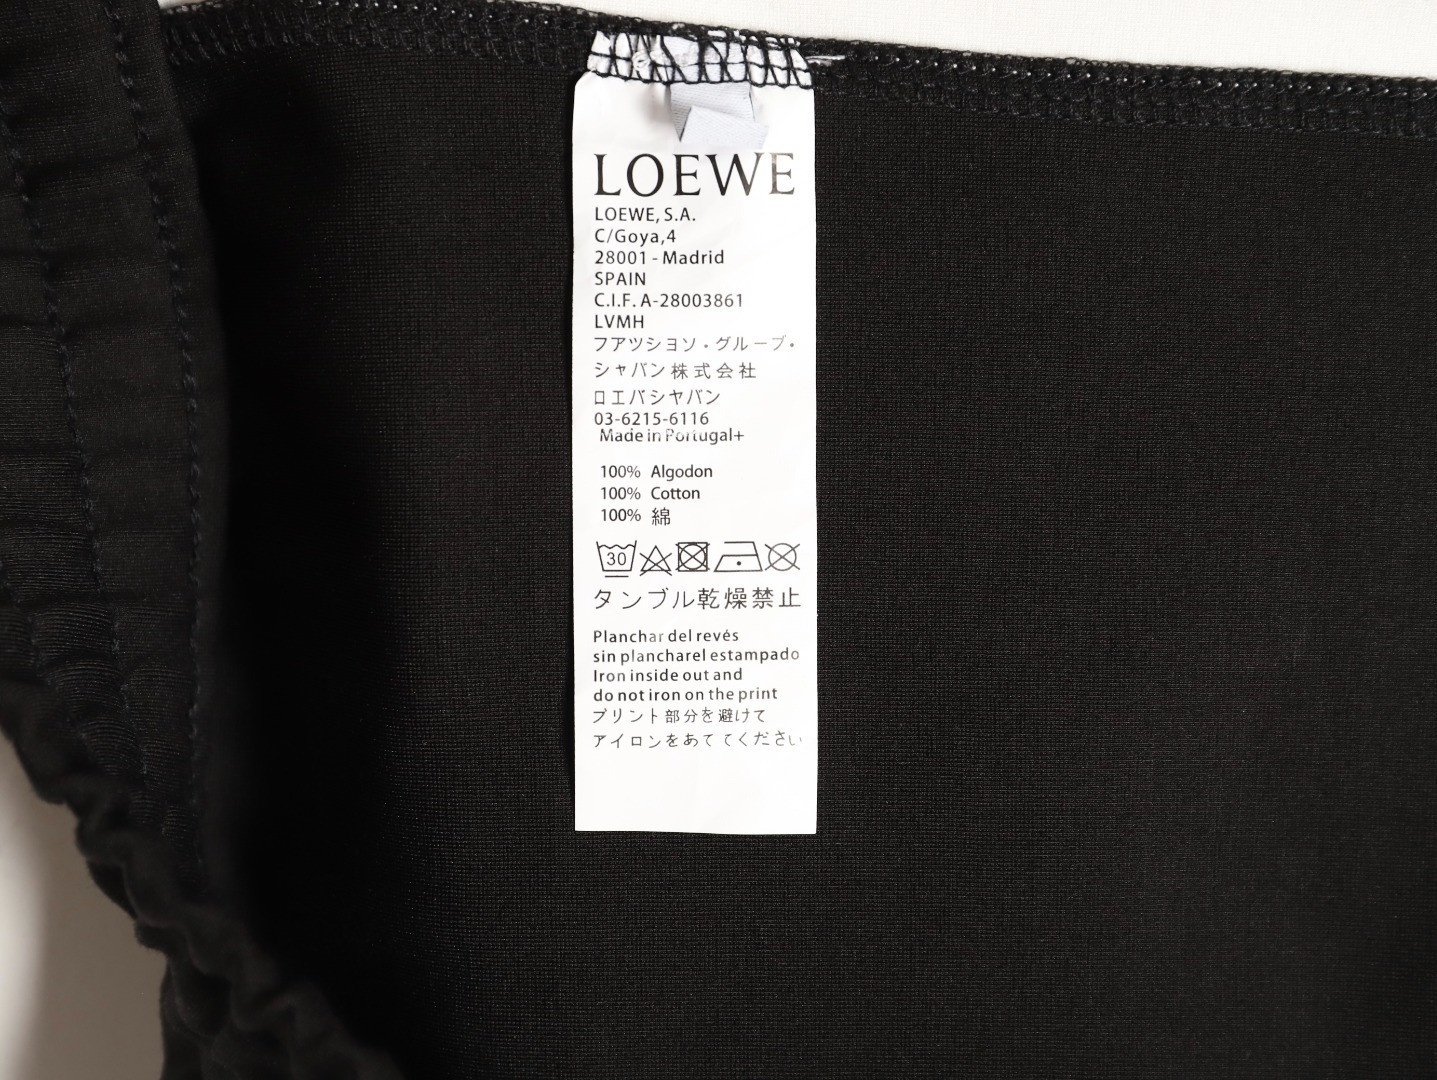 LOEWE
LOEWE, S.A.
C/Goya,4
28001 - Madrid
SPAIN
C.I.F. A-28003861
LVMH
フアツシヨソ・グループ・
シャバン株式会社
ロエバシヤバン
03-6215-6116
Made in Portugal+
100% Algodon
100% Cotton
100% 綿
30
タンブル乾燥禁止
Planchar del revés
sin plancharel estampado
Iron inside out and
do not iron on the print
プリント部分を避けて
アイロンをあててください